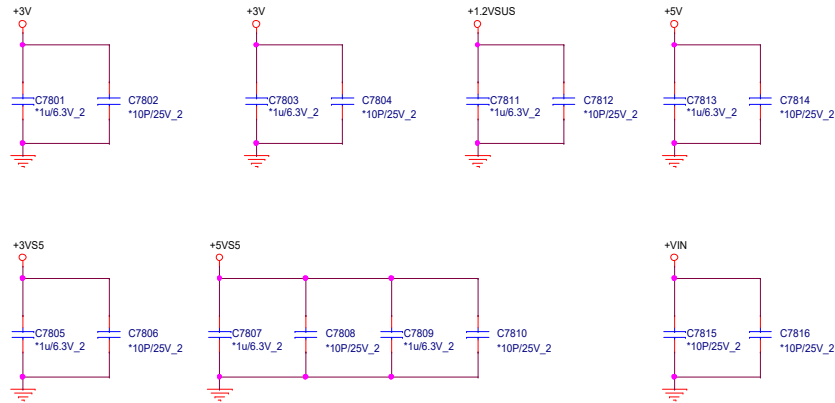 +3V
+3V
+1.2VSUS
+5V
C7801
*1u/6.3V_2
C7802
*10P/25V_2
C7803
*1u/6.3V_2
C7804
*10P/25V_2
C7811
*1u/6.3V_2
C7812
*10P/25V_2
C7813
*1u/6.3V_2
C7814
*10P/25V_2
+3VS5
+5VS5
+VIN
C7805
*1u/6.3V_2
C7806
*10P/25V_2
C7807
*1u/6.3V_2
C7808
*10P/25V_2
C7809
*1u/6.3V_2
C7810
*10P/25V_2
C7815
*10P/25V_2
C7816
*10P/25V_2